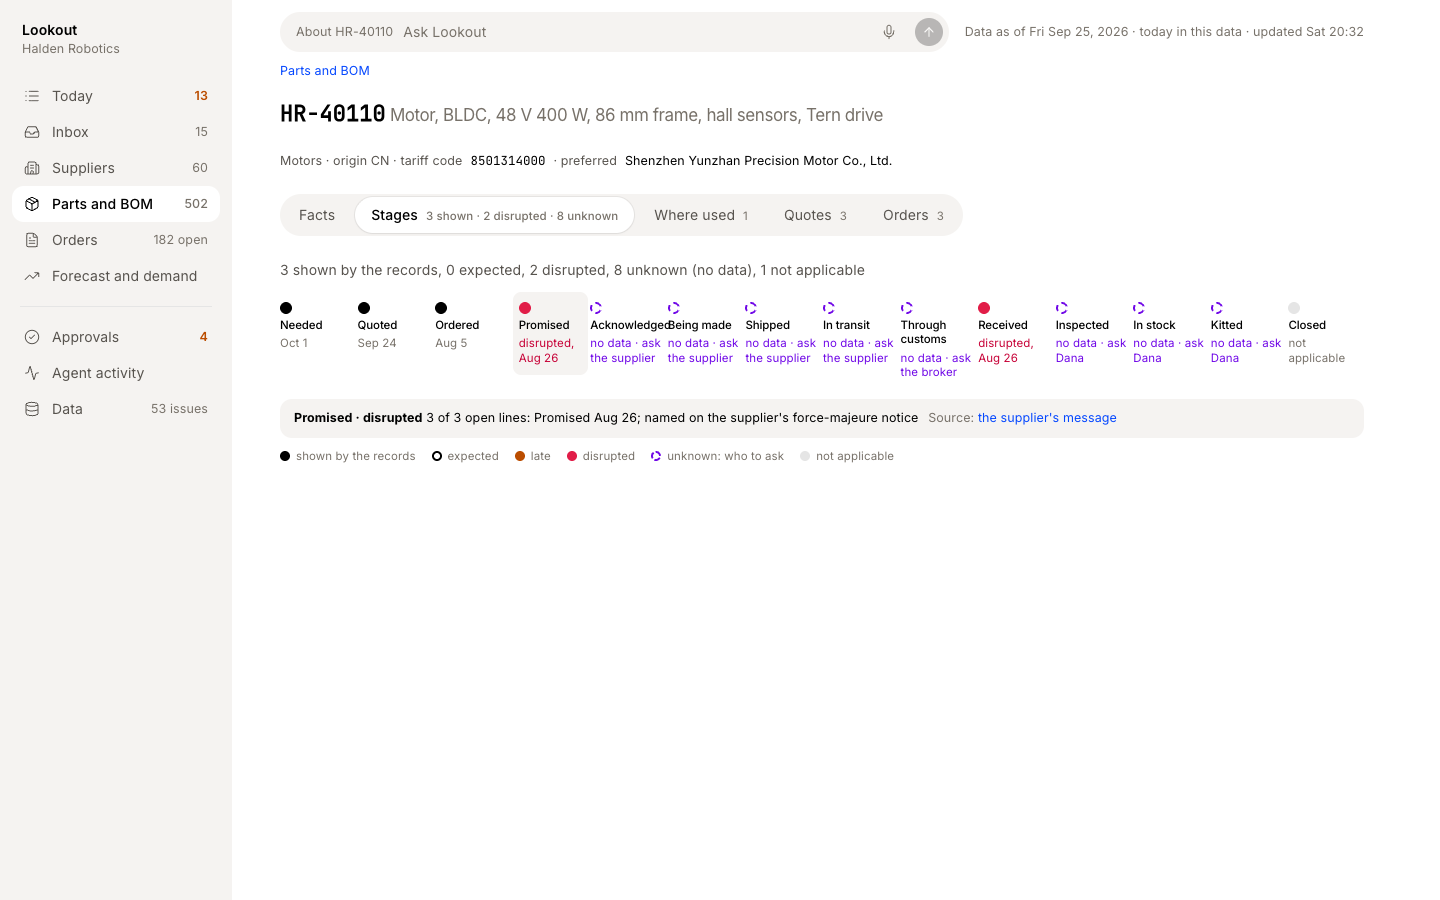 Lookout
Halden Robotics
Today 13
Inbox 15
Suppliers 60
Parts and BOM 502
Orders 182 open
Forecast and demand
Approvals 4
Agent activity
Data 53 issues
About HR-40110 Ask Lookout
Data as of Fri Sep 25, 2026 · today in this data · updated Sat 20:32
Parts and BOM
HR-40110 Motor, BLDC, 48 V 400 W, 86 mm frame, hall sensors, Tern drive
Motors · origin CN · tariff code 8501314000 · preferred Shenzhen Yunzhan Precision Motor Co., Ltd.
Facts
Stages 3 shown · 2 disrupted · 8 unknown
Where used 1
Quotes 3
Orders 3
3 shown by the records, 0 expected, 2 disrupted, 8 unknown (no data), 1 not applicable
Needed
Oct 1
Quoted
Sep 24
Ordered
Aug 5
Promised
disrupted,
Aug 26
Acknowledged
no data · ask
the supplier
Being made
no data · ask
the supplier
Shipped
no data · ask
the supplier
In transit
no data · ask
the supplier
Through
customs
no data · ask
the broker
Received
disrupted,
Aug 26
Inspected
no data · ask
Dana
In stock
no data · ask
Dana
Kitted
no data · ask
Dana
Closed
not
applicable
Promised · disrupted 3 of 3 open lines: Promised Aug 26; named on the supplier's force-majeure notice Source: the supplier's message
shown by the records
expected
late
disrupted
unknown: who to ask
not applicable